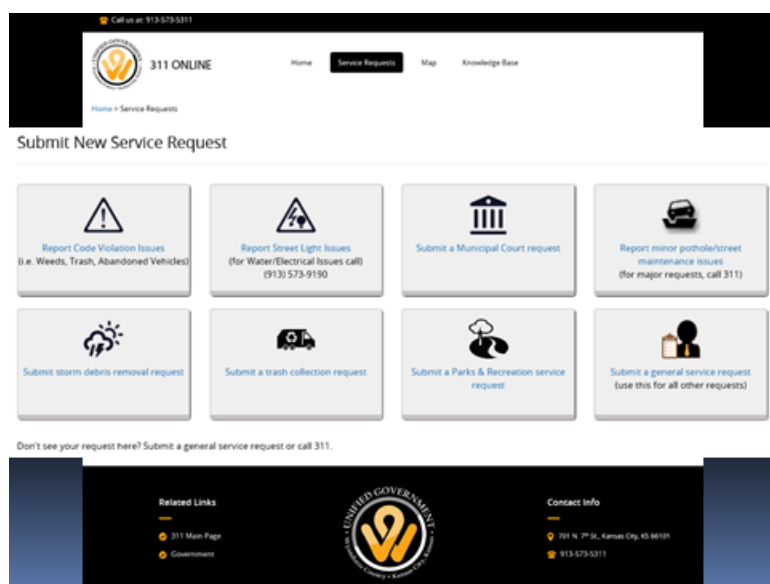 Call us at: 913-573-5311
311 ONLINE
Home Service Requests Map Knowledge Base
Home > Service Requests
Submit New Service Request
Report Code Violation Issues
(i.e. Weeds, Trash, Abandoned Vehicles)
Report Street Light Issues
(for Water/Electrical Issues call)
(913) 573-9190
Submit a Municipal Court request
Report minor pothole/street
maintenance issues
(for major requests, call 311)
Submit storm debris removal request
Submit a trash collection request
Submit a Parks & Recreation service
request
Submit a general service request
(use this for all other requests)
Don't see your request here? Submit a general service request or call 311.
Related Links
311 Main Page
Government
UNIFIED GOVERNMENT
Wyandotte County • Kansas City, Kansas
Contact Info
701 N. 7th St., Kansas City, KS 66101
913-573-5311